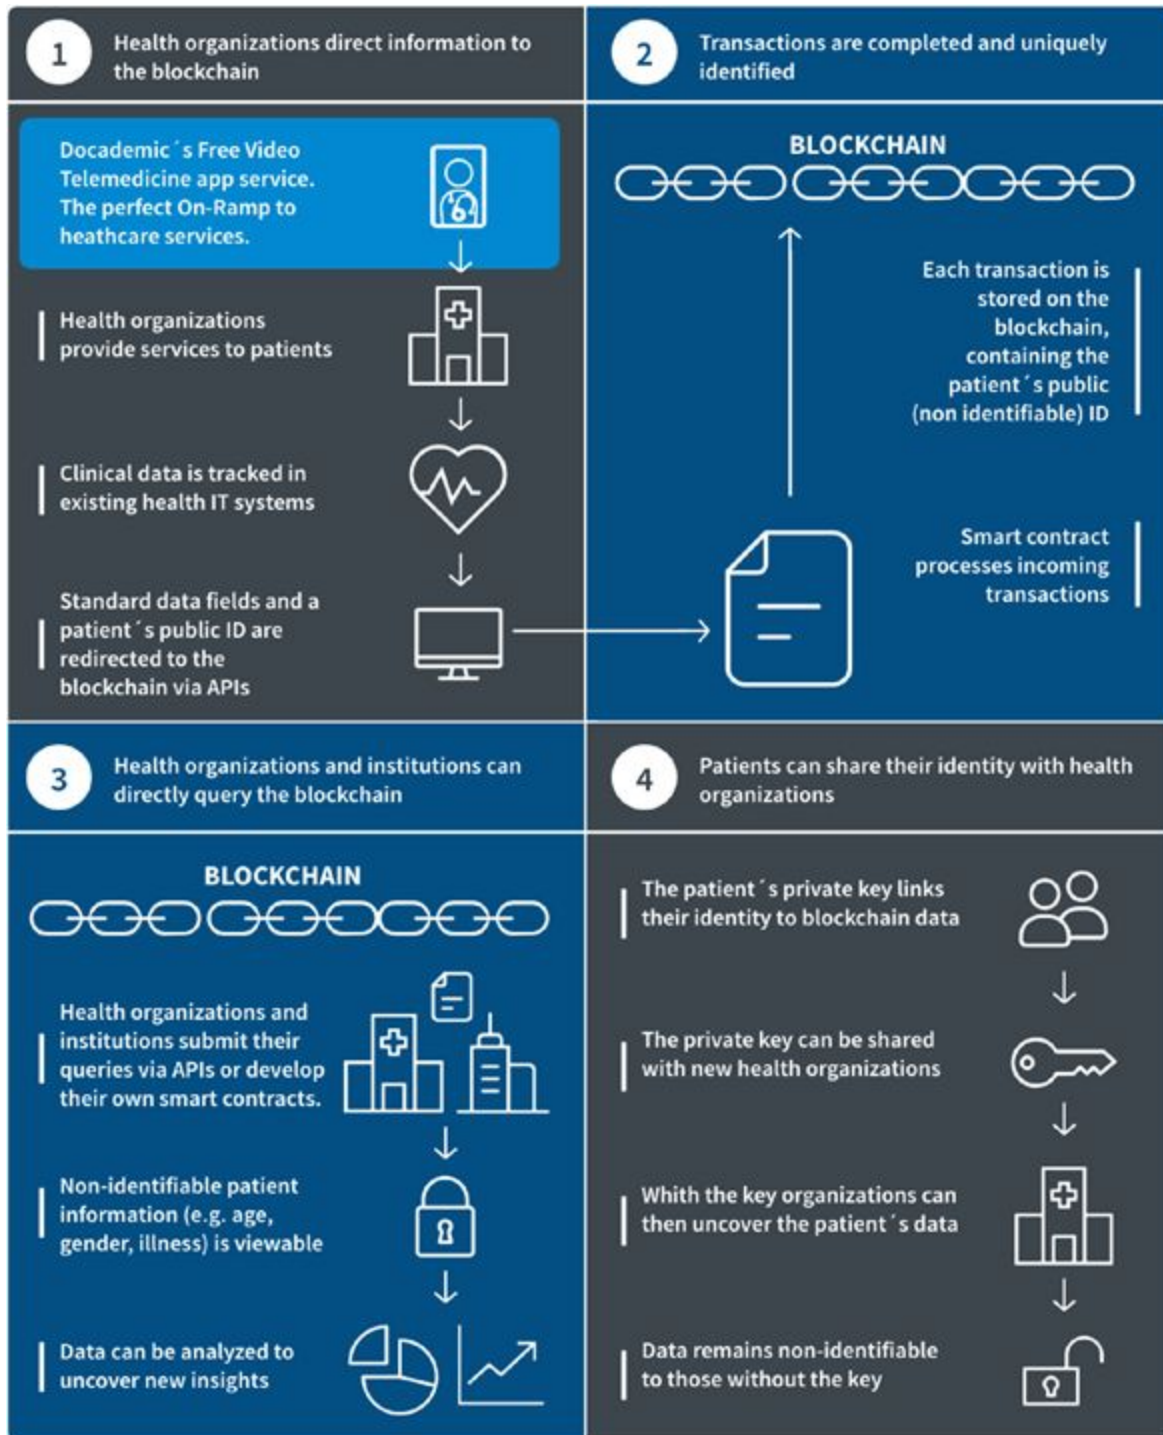 1
Health organizations direct information to
the blockchain
Docademic´s Free Video
Telemedicine app service.
The perfect On-Ramp to
heathcare services.
Health organizations
provide services to patients
Clinical data is tracked in
existing health IT systems
Standard data fields and a
patient´s public ID are
redirected to the
blockchain via APIs
2
Transactions are completed and uniquely
identified
BLOCKCHAIN
Each transaction is
stored on the
blockchain,
containing the
patient´s public
(non identifiable) ID
Smart contract
processes incoming
transactions
3
Health organizations and institutions can
directly query the blockchain
BLOCKCHAIN
Health organizations and
institutions submit their
queries via APIs or develop
their own smart contracts.
Non-identifiable patient
information (e.g. age,
gender, illness) is viewable
Data can be analyzed to
uncover new insights
4
Patients can share their identity with health
organizations
The patient´s private key links
their identity to blockchain data
The private key can be shared
with new health organizations
Whith the key organizations can
then uncover the patient´s data
Data remains non-identifiable
to those without the key